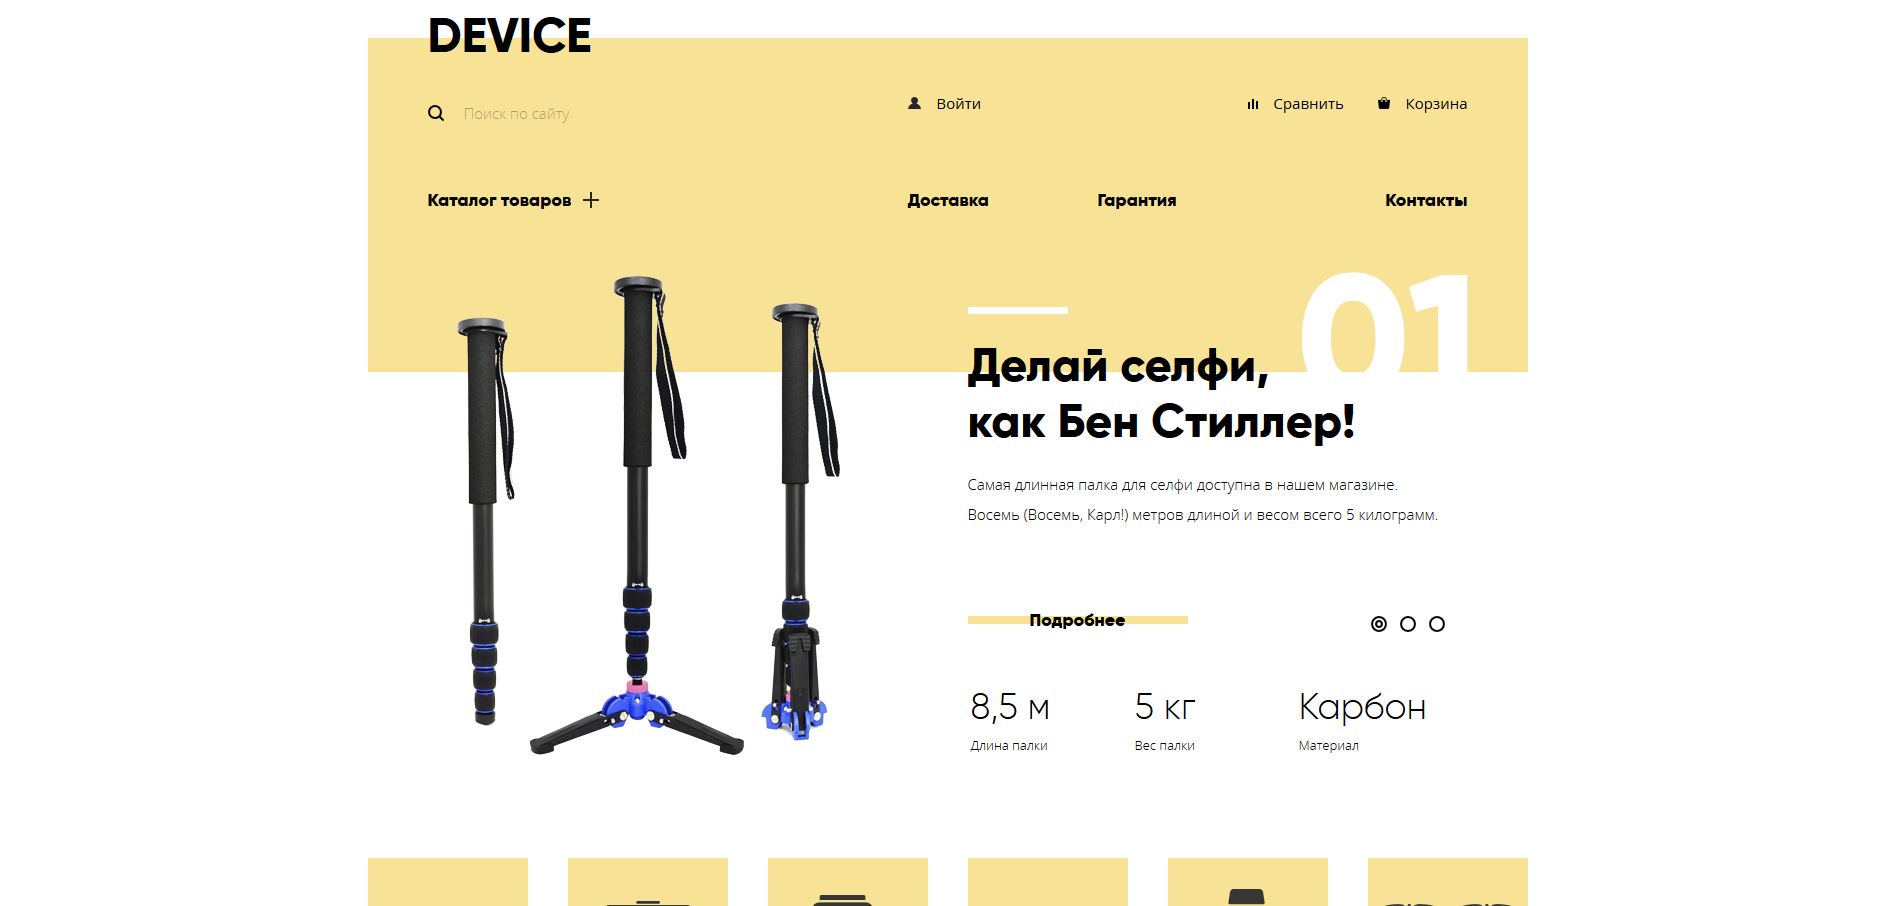 DEVICE
Поиск по сайту
Войти
Сравнить
Корзина
Каталог товаров
Доставка
Гарантия
Контакты
01
Делай селфи,
как Бен Стиллер!
Самая длинная палка для селфи доступна в нашем магазине.
Восемь (Восемь, Карл!) метров длиной и весом всего 5 килограмм.
Подробнее
8,5 м
5 кг
Карбон
Длина палки
Вес палки
Материал